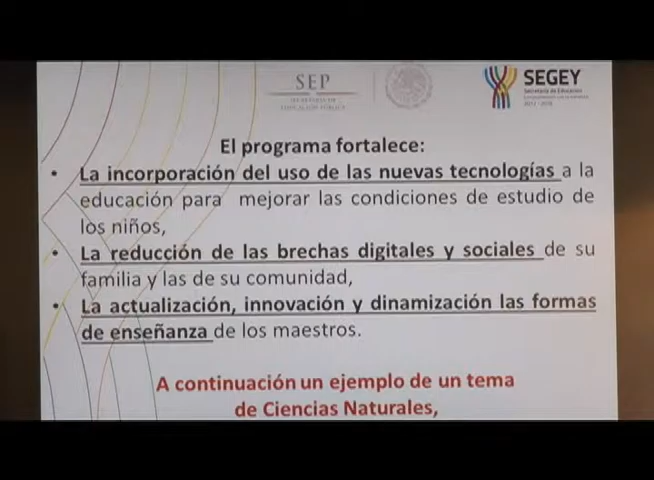 SEP
SEGEY
Secretaría de Educación
2012 - 2018
El programa fortalece:
• La incorporación del uso de las nuevas tecnologías a la
educación para mejorar las condiciones de estudio de
los niños,
• La reducción de las brechas digitales y sociales de su
familia y las de su comunidad,
• La actualización, innovación y dinamización las formas
de enseñanza de los maestros.
A continuación un ejemplo de un tema
de Ciencias Naturales,